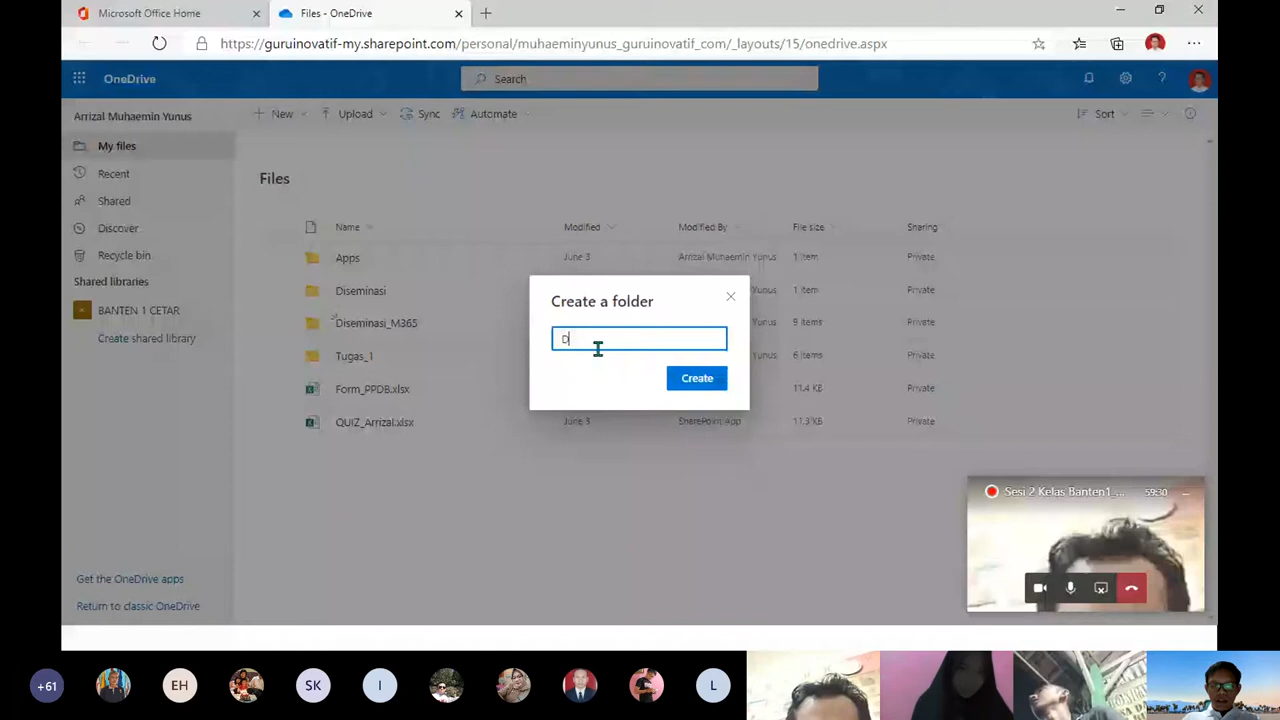 Microsoft Office Home
Files - OneDrive
https://guruinovatif-my.sharepoint.com/personal/muhaeminyunus_guruinovatif_com/_layouts/15/onedrive.aspx
OneDrive
Search
Arrizal Muhaemin Yunus
New
Upload
Sync
Automate
Sort
My files
Recent
Shared
Discover
Recycle bin
Shared libraries
BANTEN 1 CETAR
Create shared library
Get the OneDrive apps
Return to classic OneDrive
Files
Name Modified Modified By File size Sharing
Apps June 3 Arrizal Muhaemin Yunus 1 item Private
Diseminasi Yunus 1 item Private
Diseminasi_M365 Yunus 9 items Private
Tugas_1 Yunus 6 items Private
Form_PPDB.xlsx 11.4 KB Private
QUIZ_Arrizal.xlsx June 3 SharePoint App 11.3 KB Private
Create a folder
D
Create
Sesi 2 Kelas Banten1_... 59:30
+61
EH
SK
I
L